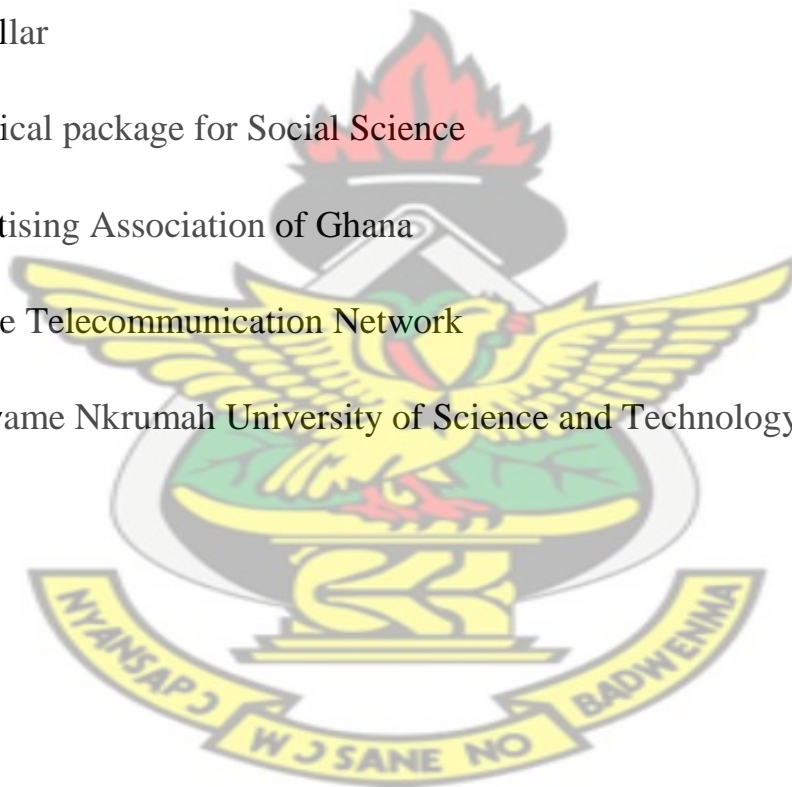 llar
ical package for Social Science
tising Association of Ghana
e Telecommunication Network
ame Nkrumah University of Science and Technology
NYANSAPƆ
WƆSANE NO
BADWENMA